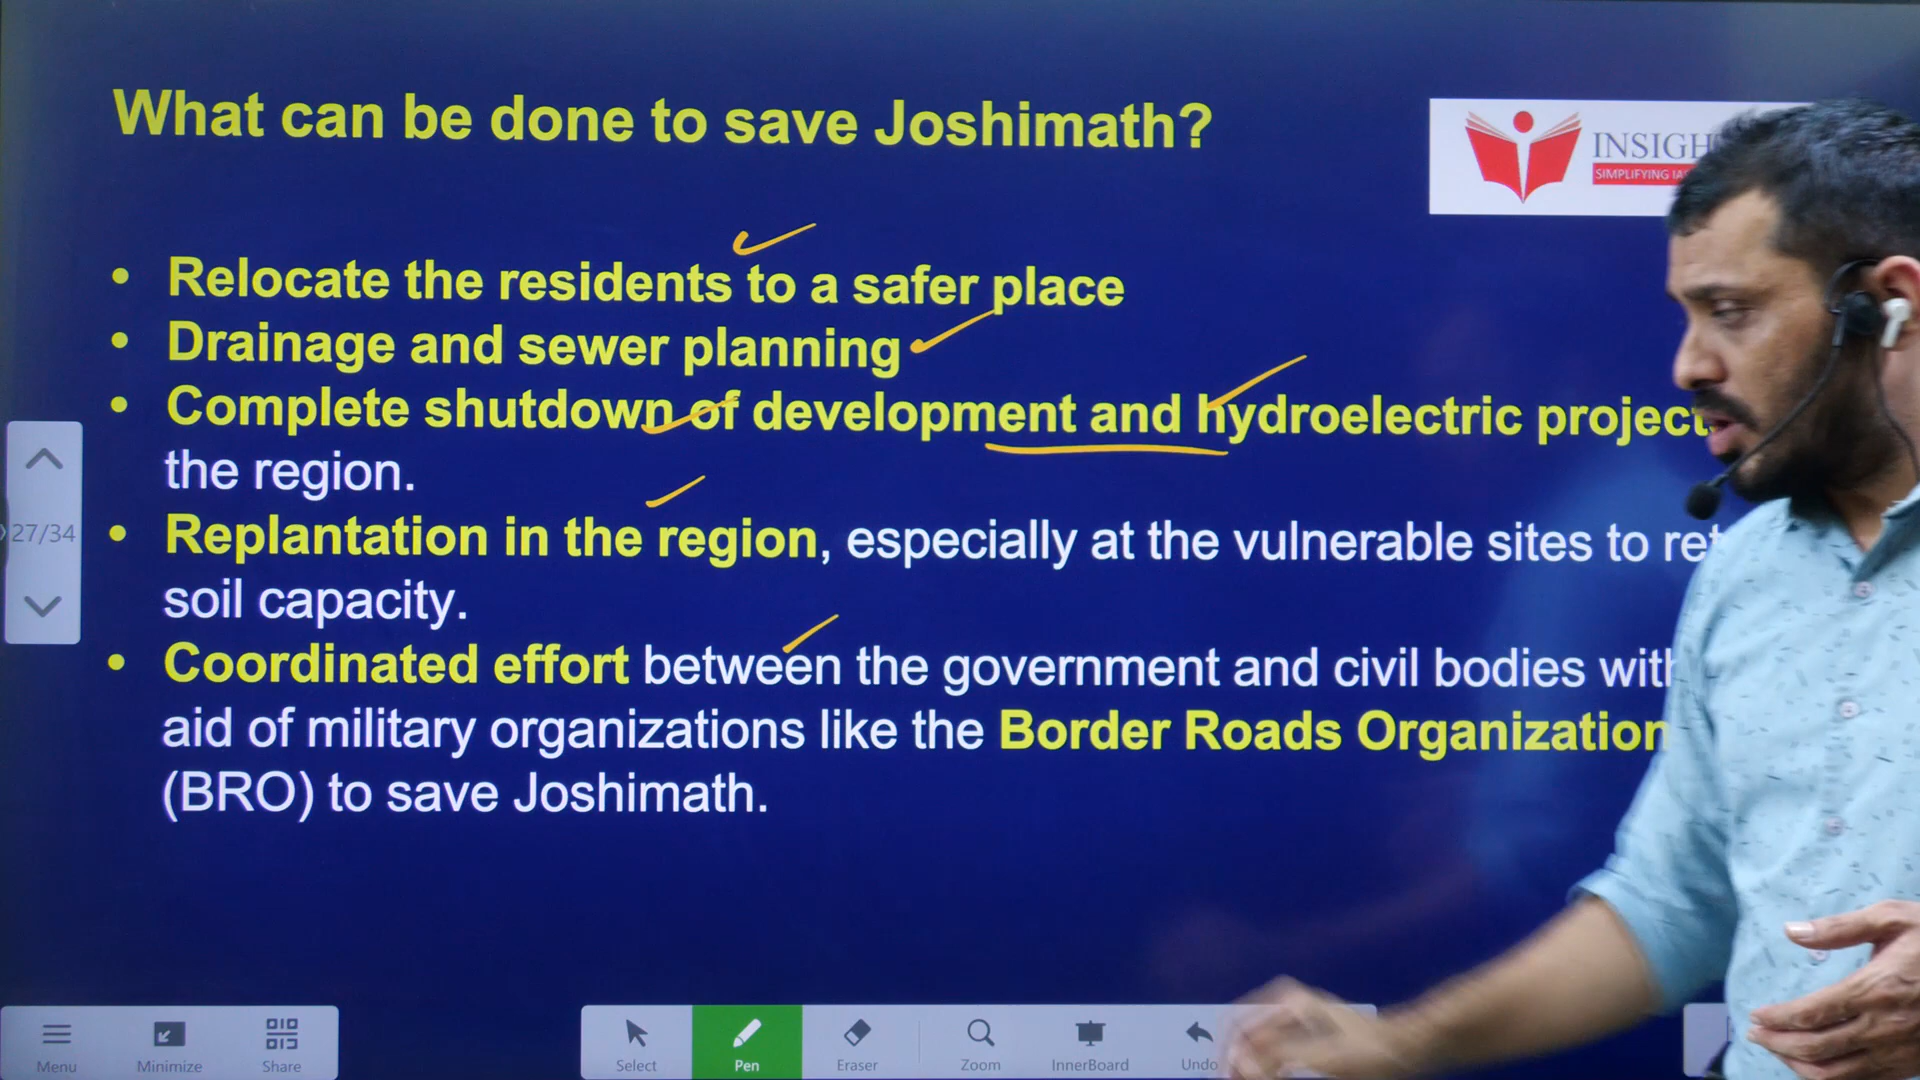 What can be done to save Joshimath?
INSIGH
SIMPLIFYING IA
• Relocate the residents to a safer place
• Drainage and sewer planning
• Complete shutdown of development and hydroelectric project
the region.
• Replantation in the region, especially at the vulnerable sites to ret
soil capacity.
• Coordinated effort between the government and civil bodies with
aid of military organizations like the Border Roads Organization
(BRO) to save Joshimath.
27/34
Menu Minimize Share Select Pen Eraser Zoom InnerBoard Undo